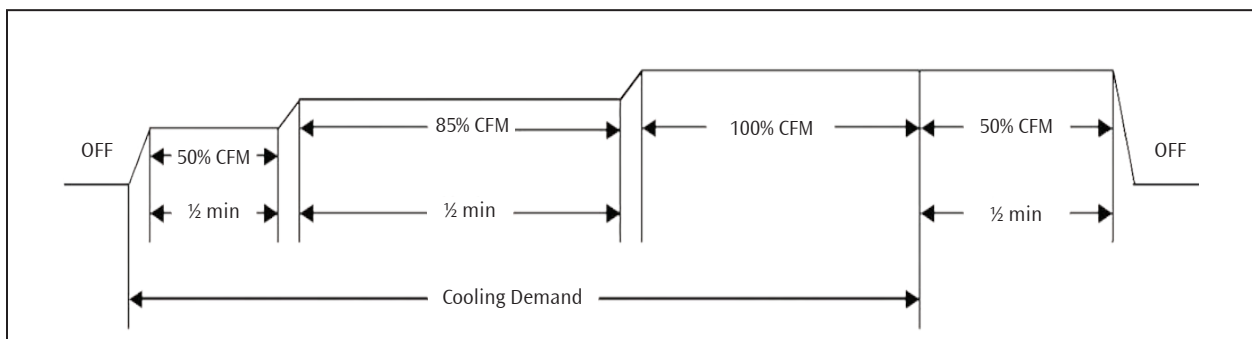 OFF
50% CFM
½ min
85% CFM
½ min
100% CFM
50% CFM
½ min
OFF
Cooling Demand